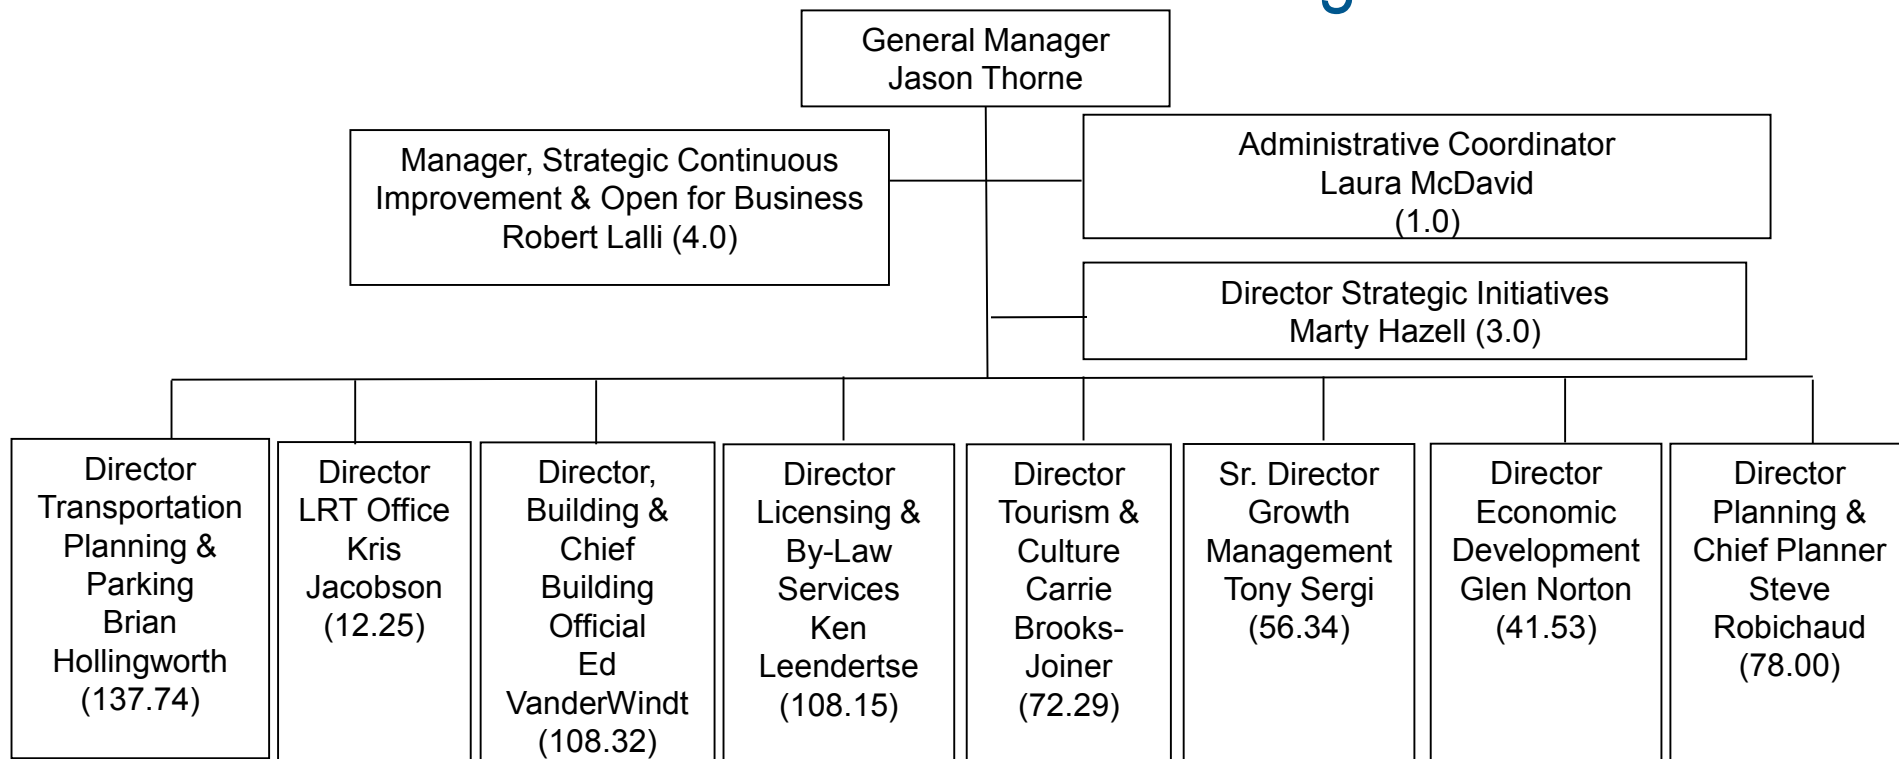 General Manager
Jason Thorne
Manager, Strategic Continuous
Improvement & Open for Business
Robert Lalli (4.0)
Administrative Coordinator
Laura McDavid
(1.0)
Director Strategic Initiatives
Marty Hazell (3.0)
Director
Transportation
Planning &
Parking
Brian
Hollingworth
(137.74)
Director
LRT Office
Kris
Jacobson
(12.25)
Director,
Building &
Chief
Building
Official
Ed
VanderWindt
(108.32)
Director
Licensing &
By-Law
Services
Ken
Leendertse
(108.15)
Director
Tourism &
Culture
Carrie
Brooks-
Joiner
(72.29)
Sr. Director
Growth
Management
Tony Sergi
(56.34)
Director
Economic
Development
Glen Norton
(41.53)
Director
Planning &
Chief Planner
Steve
Robichaud
(78.00)